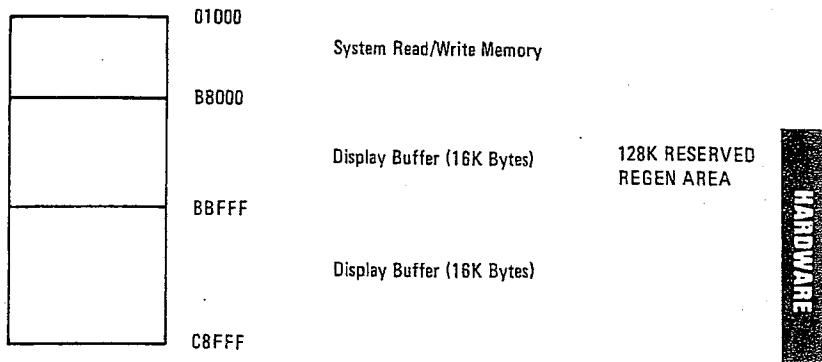 01000
System Read/Write Memory
B8000
Display Buffer (16K Bytes)
128K RESERVED
REGEN AREA
BBFFF
Display Buffer (16K Bytes)
C8FFF
HARDWARE